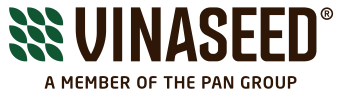 VINASEED®
A MEMBER OF THE PAN GROUP